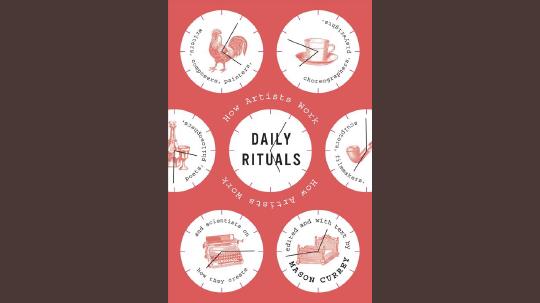 writers, composers, painters,
choreographers, playwrights,
How Artists Work
poets, philosophers,
DAILY
RITUALS
sculptors,
filmmakers,
How Artists Work
and scientists on
how they create
edited and with text by
MASON CURREY